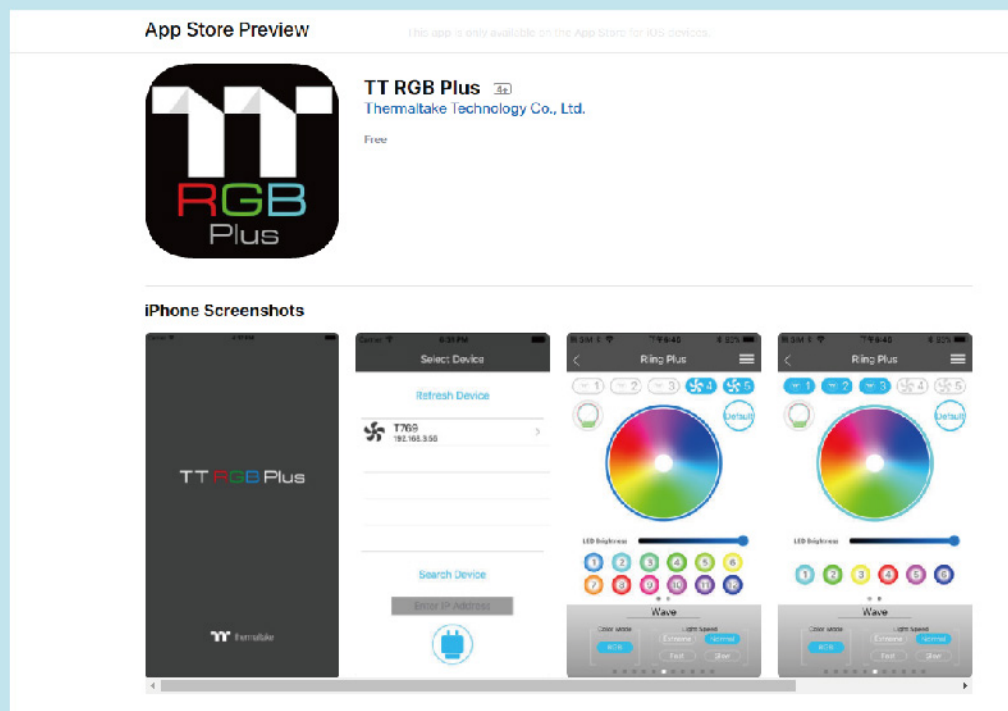 App Store Preview
This app is only available on the App Store for iOS devices.
TT RGB Plus 4+
Thermaltake Technology Co., Ltd.
Free
TT
RGB
Plus
iPhone Screenshots
TT RGB Plus
thermaltake
6:31 PM
Select Device
Refresh Device
T769
192.168.3.56
Search Device
Enter IP Address
Riing Plus
1 2 3 4 5
Default
LED Brightness
1 2 3 4 5 6
7 8 9 10 11 12
Wave
Color Mode Light Speed
RGB Extreme Normal
Fast Slow
Riing Plus
1 2 3 4 5
Default
LED Brightness
1 2 3 4 5 6
Wave
Color Mode Light Speed
RGB Extreme Normal
Fast Slow